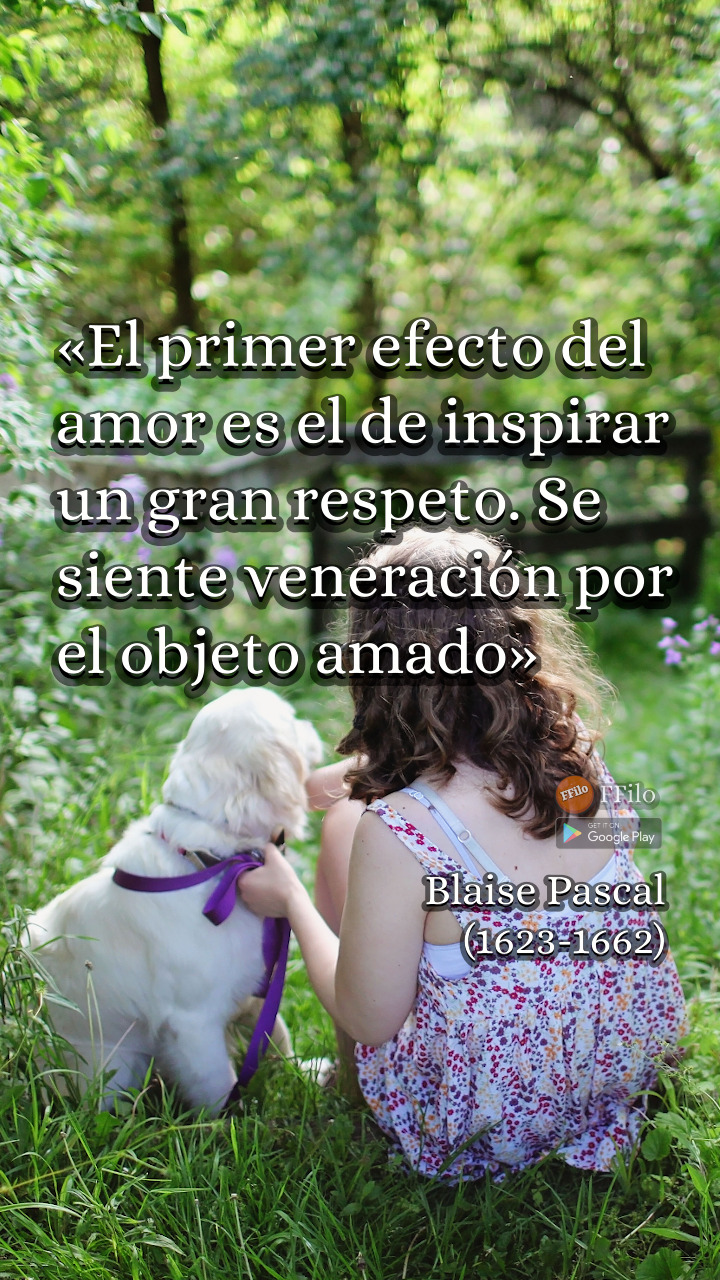 «El primer efecto del
amor es el de inspirar
un gran respeto. Se
siente veneración por
el objeto amado»
FFilo FFilo
GET IT ON
Google Play
Blaise Pascal
(1623-1662)